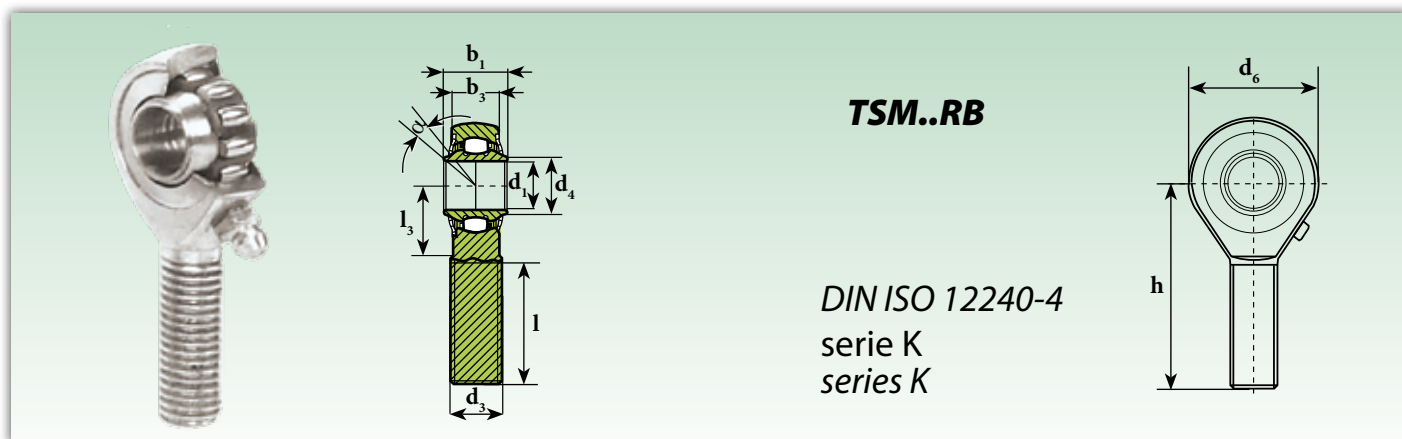 b₁
b₃
α
d₁
d₄
l₃
l
d₃
TSM..RB
DIN ISO 12240-4
serie K
series K
d₆
h